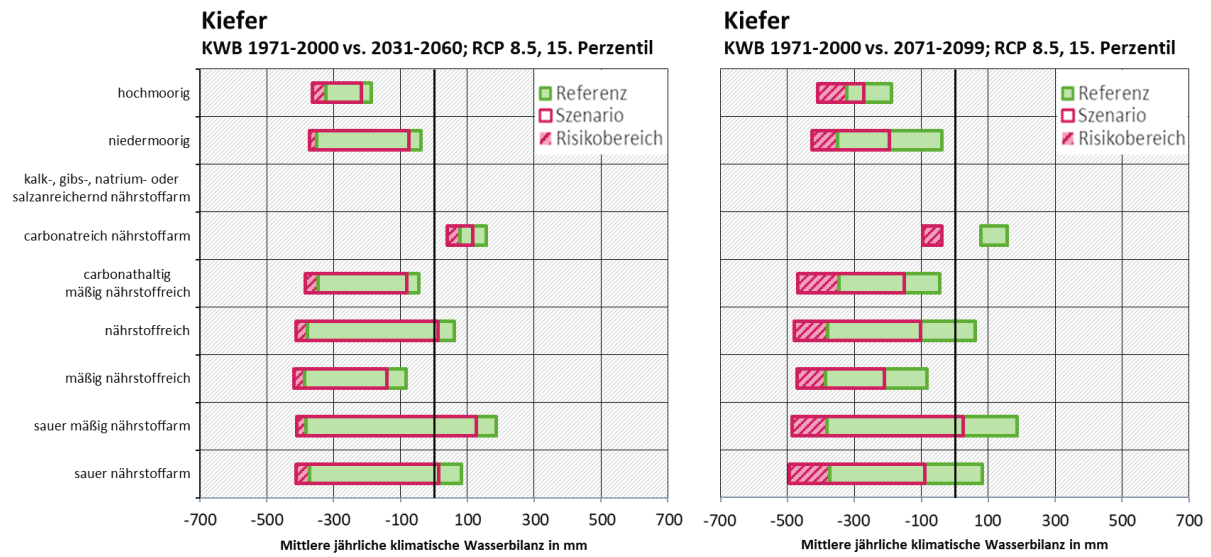 Kiefer
KWB 1971-2000 vs. 2031-2060; RCP 8.5, 15. Perzentil
hochmoorig
niedermoorig
kalk-, gibs-, natrium- oder
salzanreichernd nährstoffarm
carbonatreich nährstoffarm
carbonathaltig
mäßig nährstoffreich
nährstoffreich
mäßig nährstoffreich
sauer mäßig nährstoffarm
sauer nährstoffarm
Referenz
Szenario
Risikobereich
-700 -500 -300 -100 100 300 500 700
Mittlere jährliche klimatische Wasserbilanz in mm
Kiefer
KWB 1971-2000 vs. 2071-2099; RCP 8.5, 15. Perzentil
Referenz
Szenario
Risikobereich
-700 -500 -300 -100 100 300 500 700
Mittlere jährliche klimatische Wasserbilanz in mm